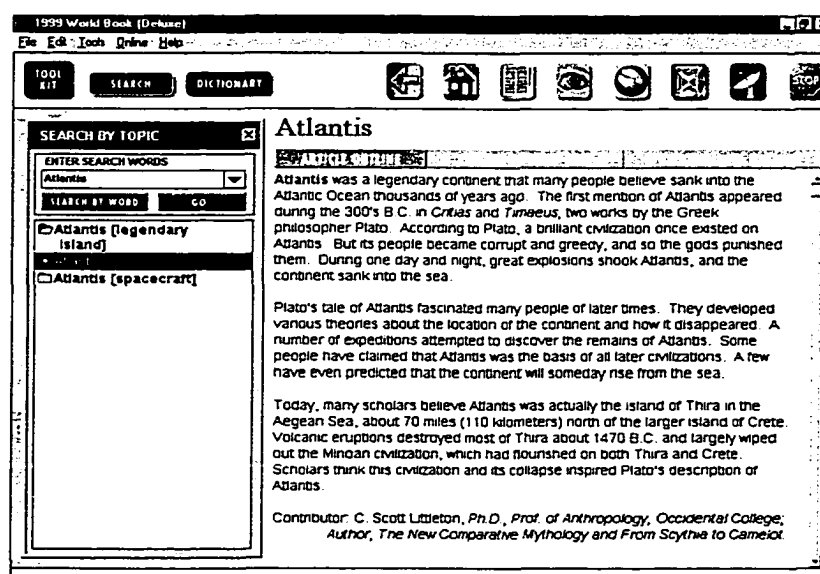 1999 World Book (Deluxe)
File Edit Tools Online Help
TOOL KIT
SEARCH
DICTIONARY
STOP
SEARCH BY TOPIC
ENTER SEARCH WORDS
Atlantis
SEARCH BY WORD GO
Atlantis [legendary
island]
Atlantis [spacecraft]
Atlantis
ARTICLE OUTLINE
Atlantis was a legendary continent that many people believe sank into the
Atlantic Ocean thousands of years ago. The first mention of Atlantis appeared
during the 300's B.C. in Critias and Timaeus, two works by the Greek
philosopher Plato. According to Plato, a brilliant civilization once existed on
Atlantis. But its people became corrupt and greedy, and so the gods punished
them. During one day and night, great explosions shook Atlantis, and the
continent sank into the sea.
Plato's tale of Atlantis fascinated many people of later times. They developed
various theories about the location of the continent and how it disappeared. A
number of expeditions attempted to discover the remains of Atlantis. Some
people have claimed that Atlantis was the basis of all later civilizations. A few
have even predicted that the continent will someday rise from the sea.
Today, many scholars believe Atlantis was actually the island of Thira in the
Aegean Sea, about 70 miles (110 kilometers) north of the larger island of Crete.
Volcanic eruptions destroyed most of Thira about 1470 B.C. and largely wiped
out the Minoan civilization, which had flourished on both Thira and Crete.
Scholars think this civilization and its collapse inspired Plato's description of
Atlantis.
Contributor: C. Scott Littleton, Ph.D., Prof. of Anthropology, Occidental College;
Author, The New Comparative Mythology and From Scythia to Camelot.